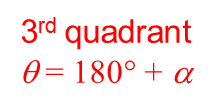 3rd quadrant
θ = 180° + α